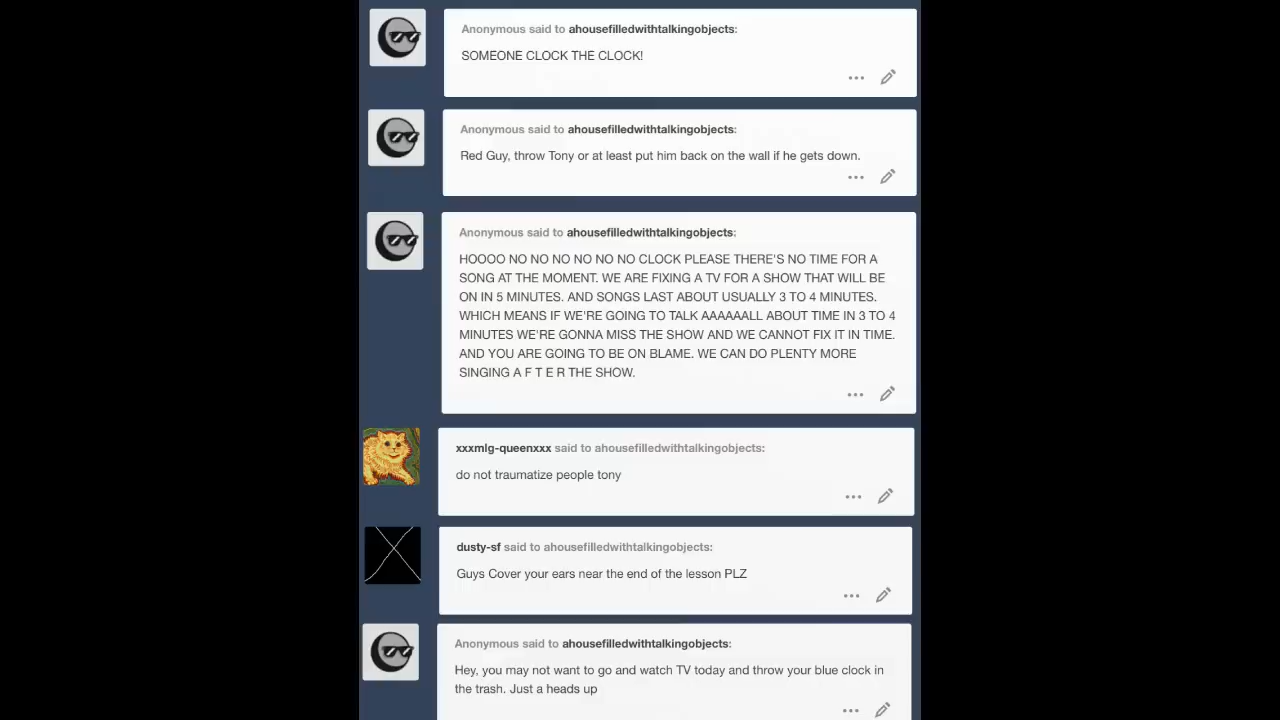 Anonymous said to ahousefilledwithtalkingobjects:
SOMEONE CLOCK THE CLOCK!
Anonymous said to ahousefilledwithtalkingobjects:
Red Guy, throw Tony or at least put him back on the wall if he gets down.
Anonymous said to ahousefilledwithtalkingobjects:
HOOOO NO NO NO NO NO NO CLOCK PLEASE THERE'S NO TIME FOR A
SONG AT THE MOMENT. WE ARE FIXING A TV FOR A SHOW THAT WILL BE
ON IN 5 MINUTES. AND SONGS LAST ABOUT USUALLY 3 TO 4 MINUTES.
WHICH MEANS IF WE'RE GOING TO TALK AAAAAALL ABOUT TIME IN 3 TO 4
MINUTES WE'RE GONNA MISS THE SHOW AND WE CANNOT FIX IT IN TIME.
AND YOU ARE GOING TO BE ON BLAME. WE CAN DO PLENTY MORE
SINGING A F T E R THE SHOW.
xxxmlg-queenxxx said to ahousefilledwithtalkingobjects:
do not traumatize people tony
dusty-sf said to ahousefilledwithtalkingobjects:
Guys Cover your ears near the end of the lesson PLZ
Anonymous said to ahousefilledwithtalkingobjects:
Hey, you may not want to go and watch TV today and throw your blue clock in
the trash. Just a heads up